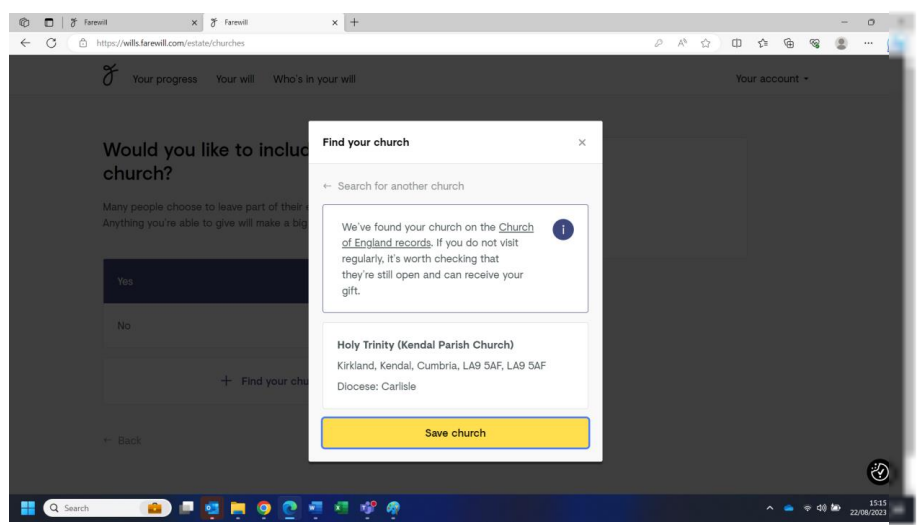 Farewill
Farewill
https://wills.farewill.com/estate/churches
Your progress Your will Who's in your will Your account
Would you like to includ
church?
Many people choose to leave part of their
Anything you're able to give will make a big
Yes
No
+ Find your chu
← Back
Find your church ×
← Search for another church
We've found your church on the Church
of England records. If you do not visit
regularly, it's worth checking that
they're still open and can receive your
gift.
Holy Trinity (Kendal Parish Church)
Kirkland, Kendal, Cumbria, LA9 5AF, LA9 5AF
Diocese: Carlisle
Save church
Search
15:15
22/08/2023